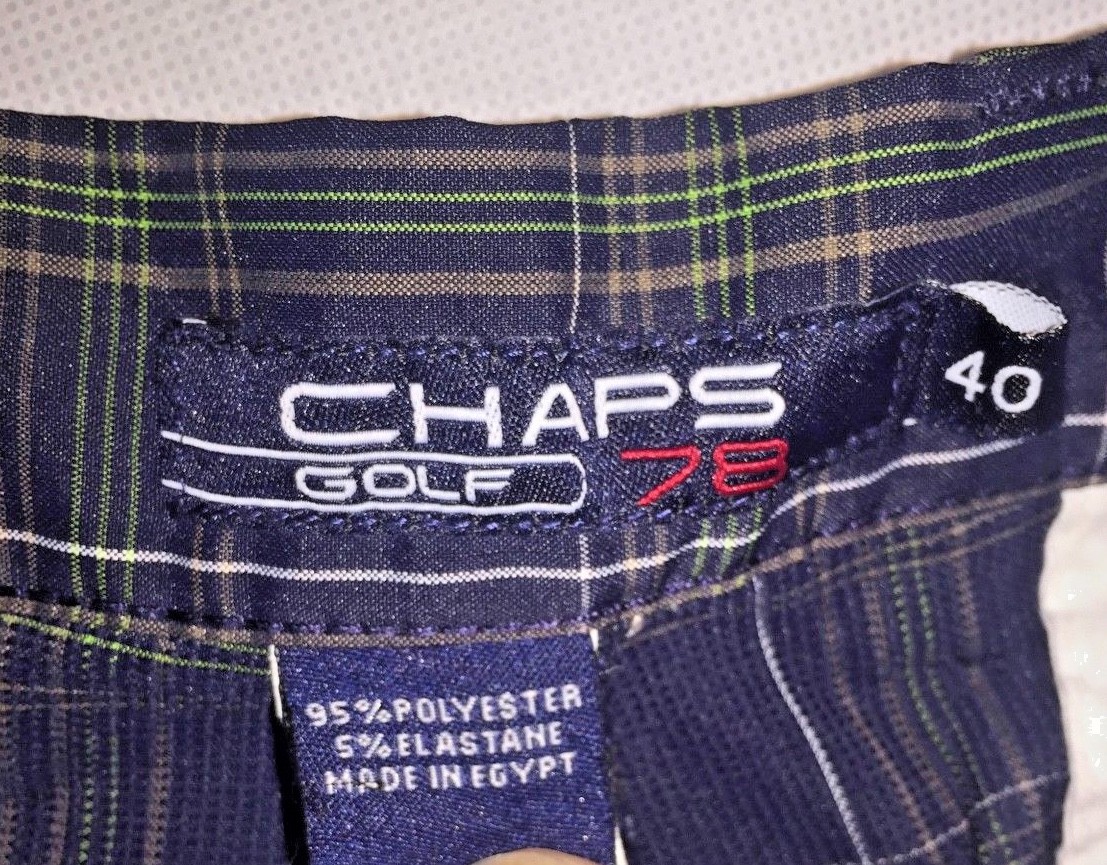 CHAPS
GOLF 78
40
95% POLYESTER
5% ELASTANE
MADE IN EGYPT